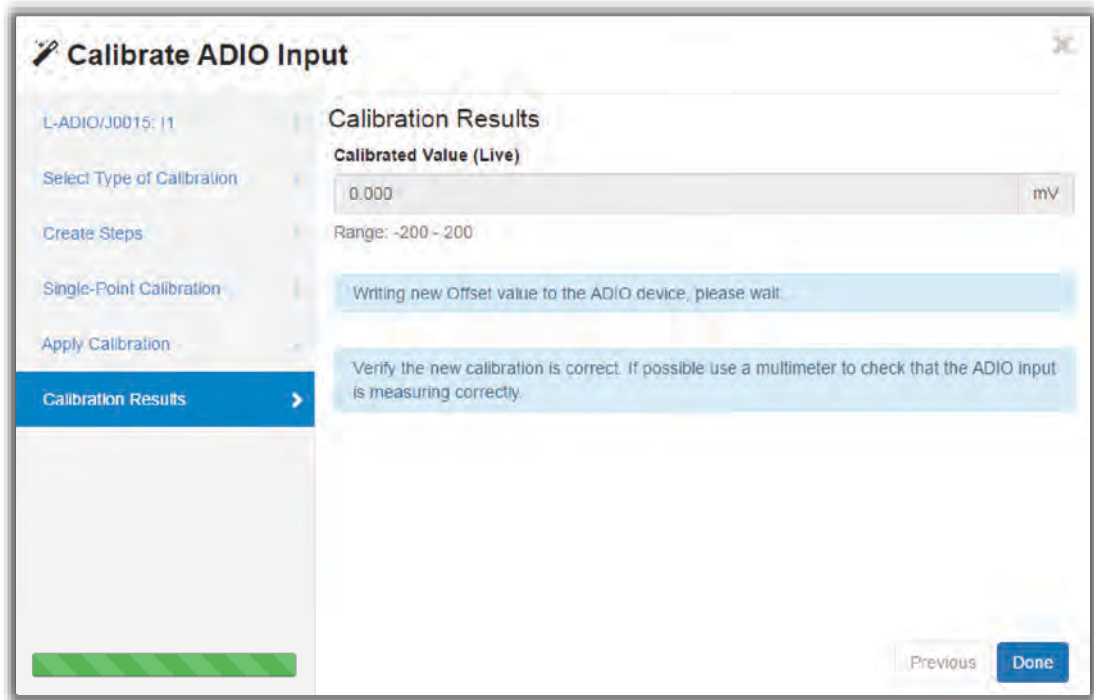 Calibrate ADIO Input
L-ADIO/J0015: I1
Select Type of Calibration
Create Steps
Single-Point Calibration
Apply Calibration
Calibration Results
Calibration Results
Calibrated Value (Live)
0.000 mV
Range: -200 - 200
Writing new Offset value to the ADIO device, please wait.
Verify the new calibration is correct. If possible use a multimeter to check that the ADIO input
is measuring correctly.
Previous Done